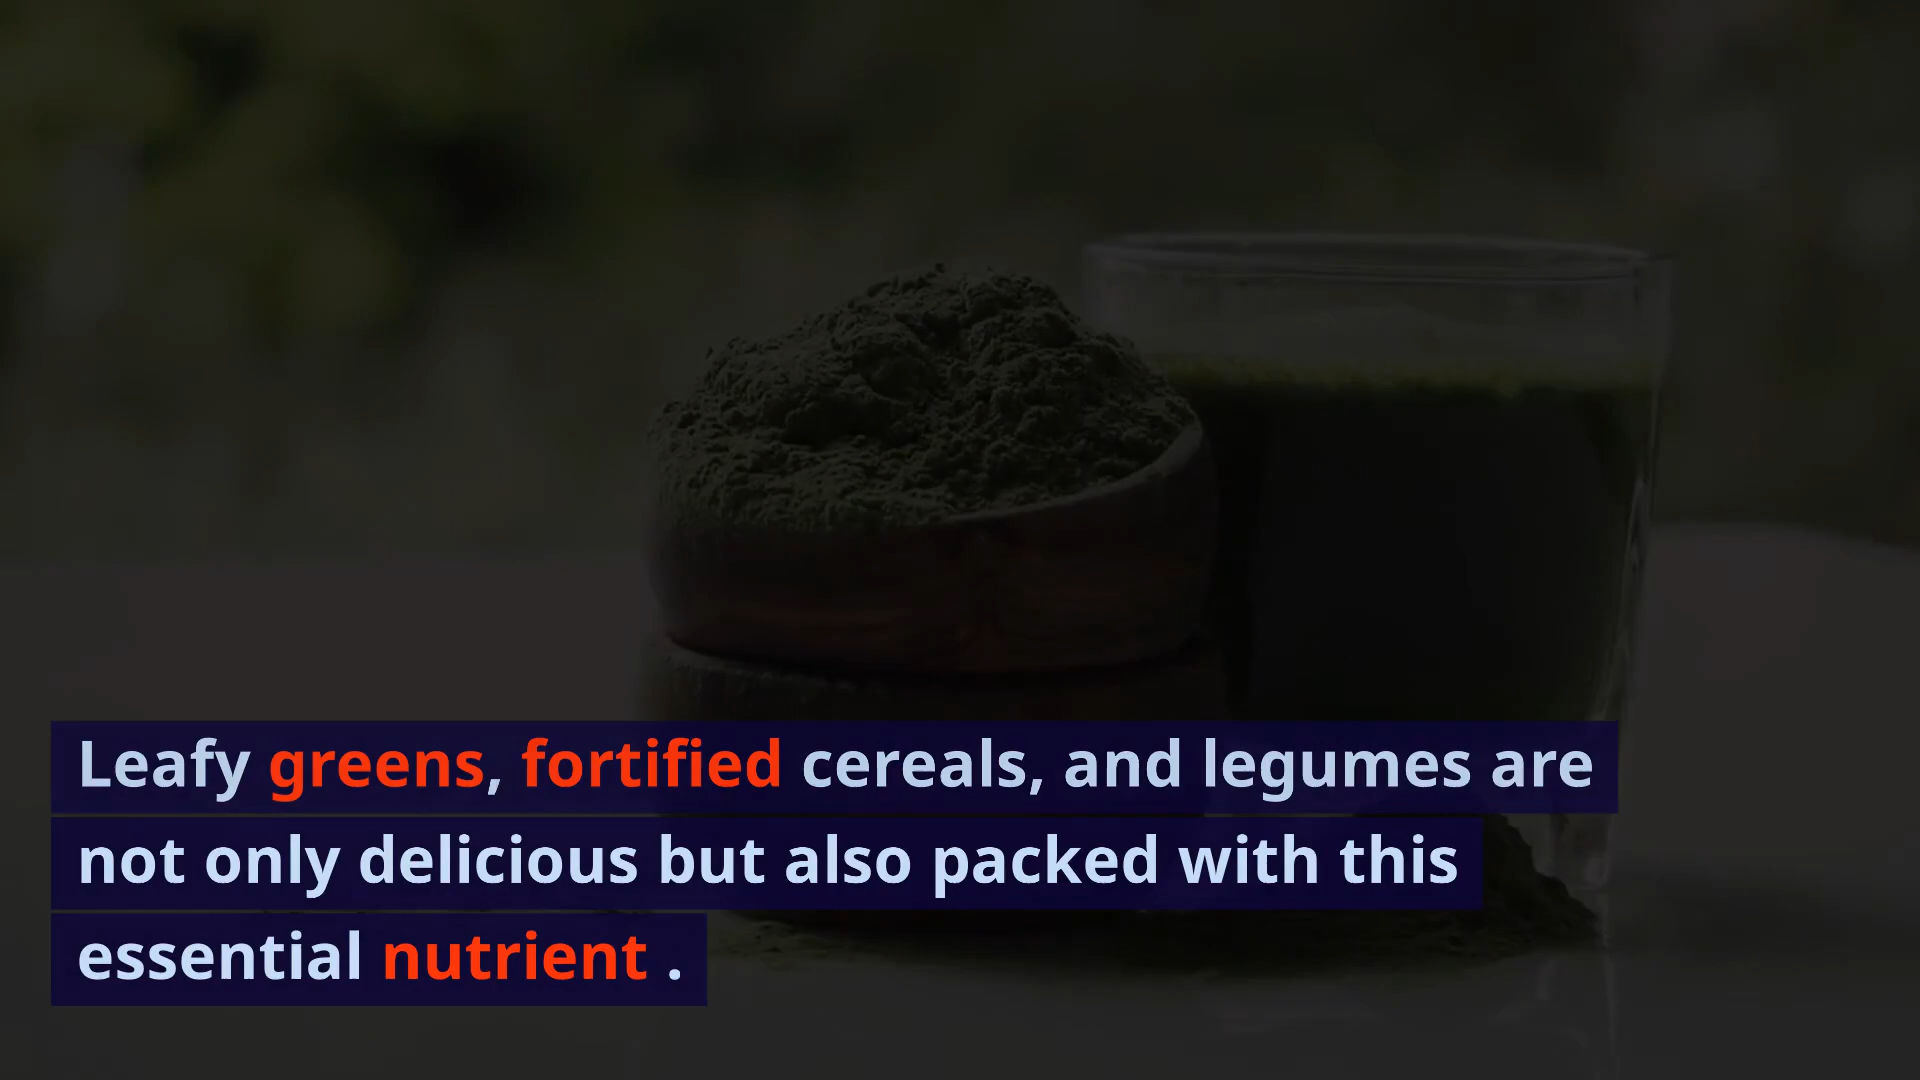 Leafy greens, fortified cereals, and legumes are
not only delicious but also packed with this
essential nutrient .